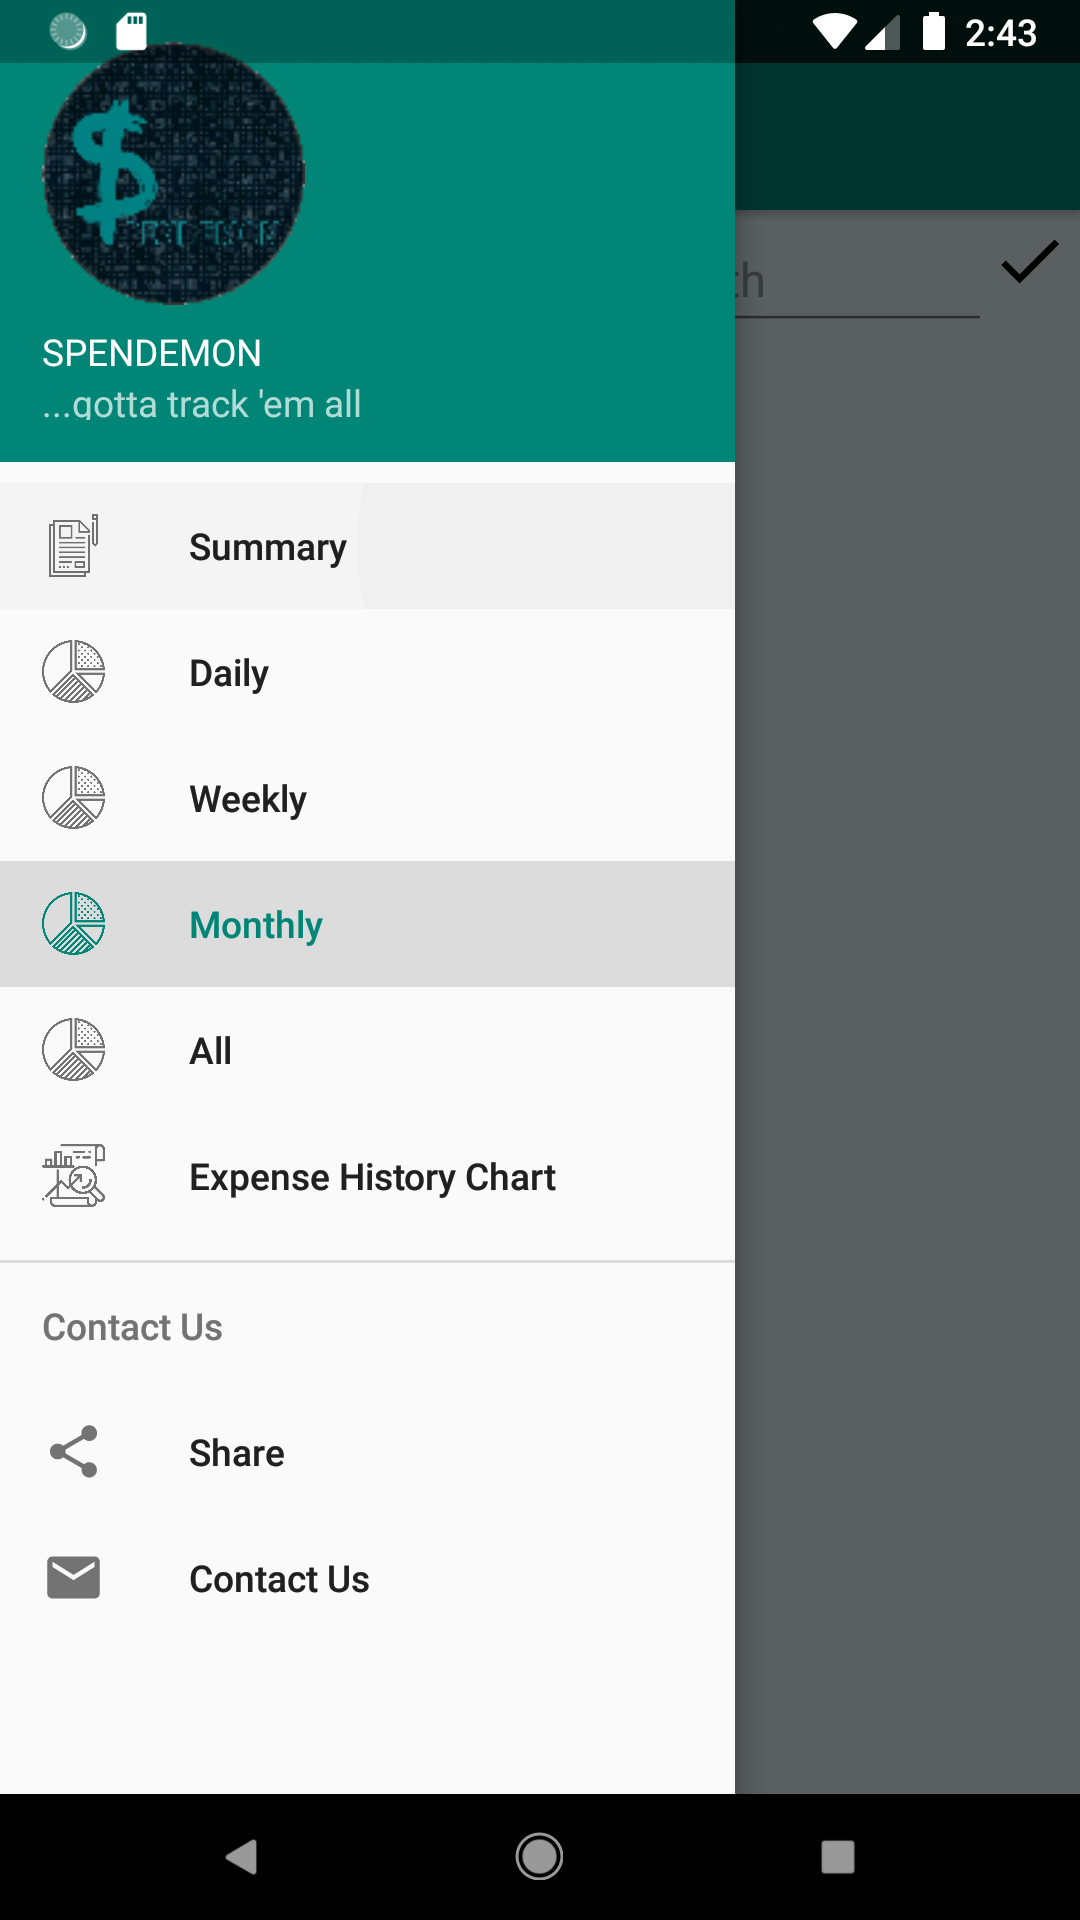 2:43
th
SPENDEMON
...gotta track 'em all
Summary
Daily
Weekly
Monthly
All
Expense History Chart
Contact Us
Share
Contact Us